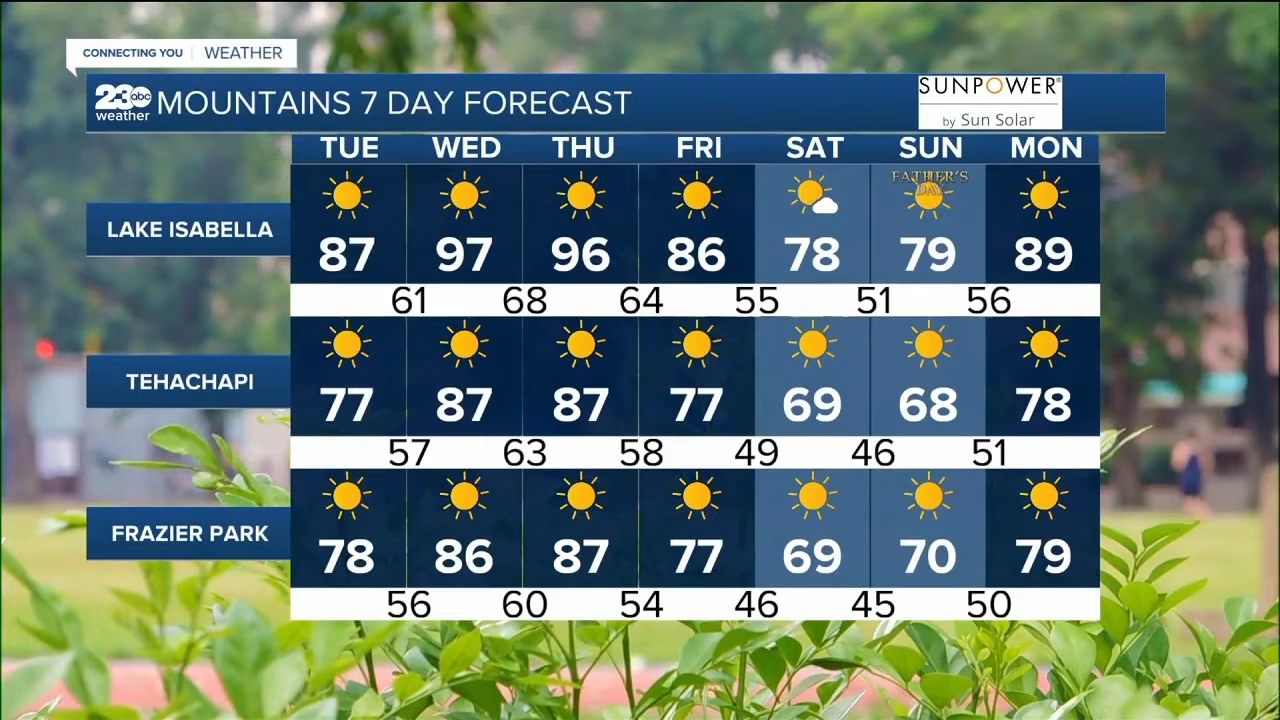 CONNECTING YOU | WEATHER
23 abc weather
MOUNTAINS 7 DAY FORECAST
SUNPOWER®
by Sun Solar
TUE WED THU FRI SAT SUN MON
FATHER'S
DAY
LAKE ISABELLA
87 97 96 86 78 79 89
61 68 64 55 51 56
TEHACHAPI
77 87 87 77 69 68 78
57 63 58 49 46 51
FRAZIER PARK
78 86 87 77 69 70 79
56 60 54 46 45 50